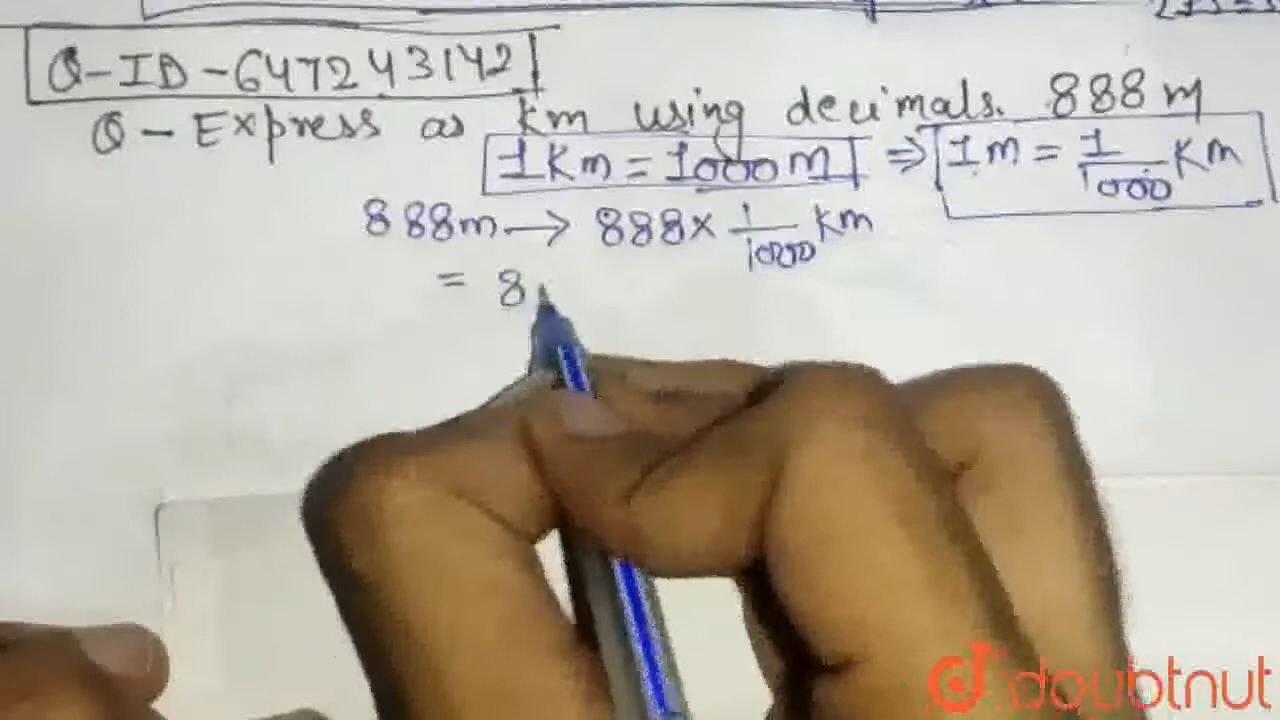 Q-ID-647243142
Q - Express as km using decimals. 888 m
1 Km = 1000 m ⇒ 1 m = 1/1000 Km
888m → 888 × 1/1000 km
= 8
doubtnut